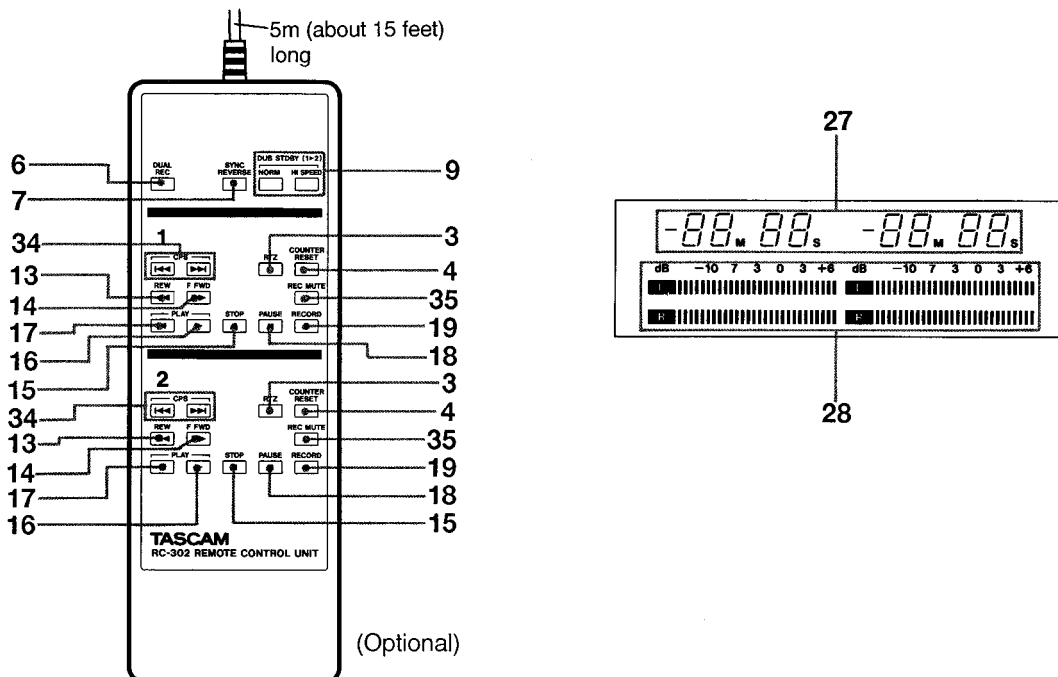 5m (about 15 feet)
long
6
7
34
13
14
17
16
15
34
13
14
17
16
DUAL
REC
SYNC
REVERSE
DUB STDBY (1►2)
NORM HI SPEED
9
1
CPS
RTZ
COUNTER
RESET
REW F FWD
REC MUTE
PLAY STOP PAUSE RECORD
3
4
35
19
18
2
CPS
RTZ
COUNTER
RESET
REW F FWD
REC MUTE
PLAY STOP PAUSE RECORD
3
4
35
19
18
15
TASCAM
RC-302 REMOTE CONTROL UNIT
(Optional)
27
-88 M 88 S -88 M 88 S
dB -10 7 3 0 3 +6 dB -10 7 3 0 3 +6
L L
R R
28